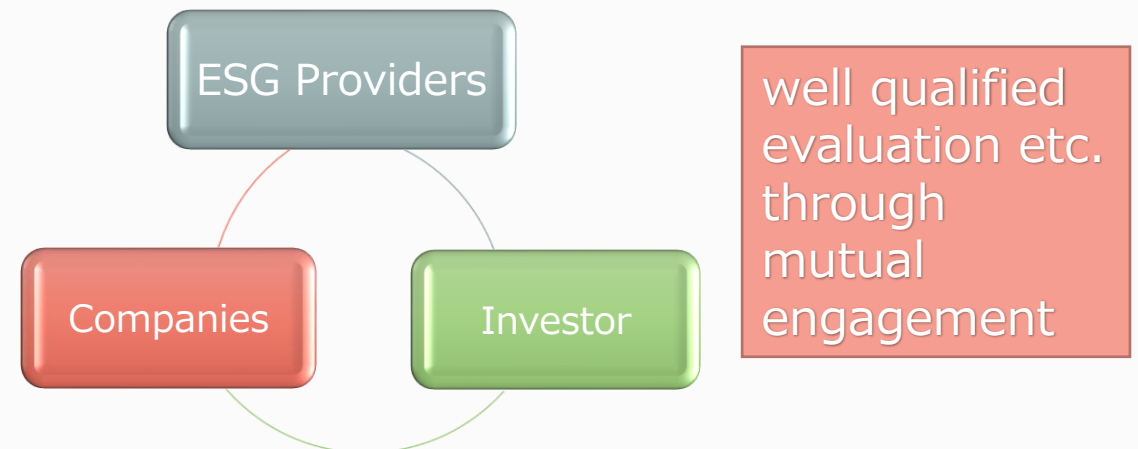 ESG Providers
Companies
Investor
well qualified
evaluation etc.
through
mutual
engagement